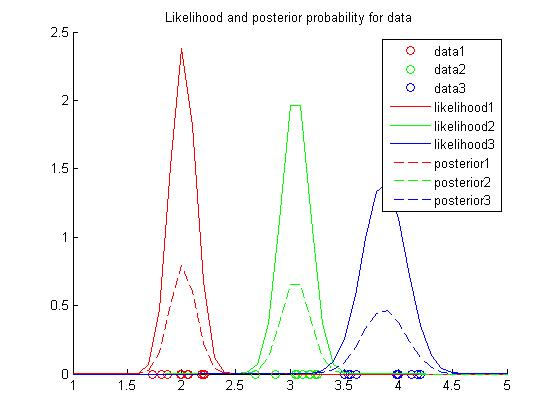 Likelihood and posterior probability for data
2.5
2
1.5
1
0.5
0
1
1.5
2
2.5
3
3.5
4
4.5
5
data1
data2
data3
likelihood1
likelihood2
likelihood3
posterior1
posterior2
posterior3